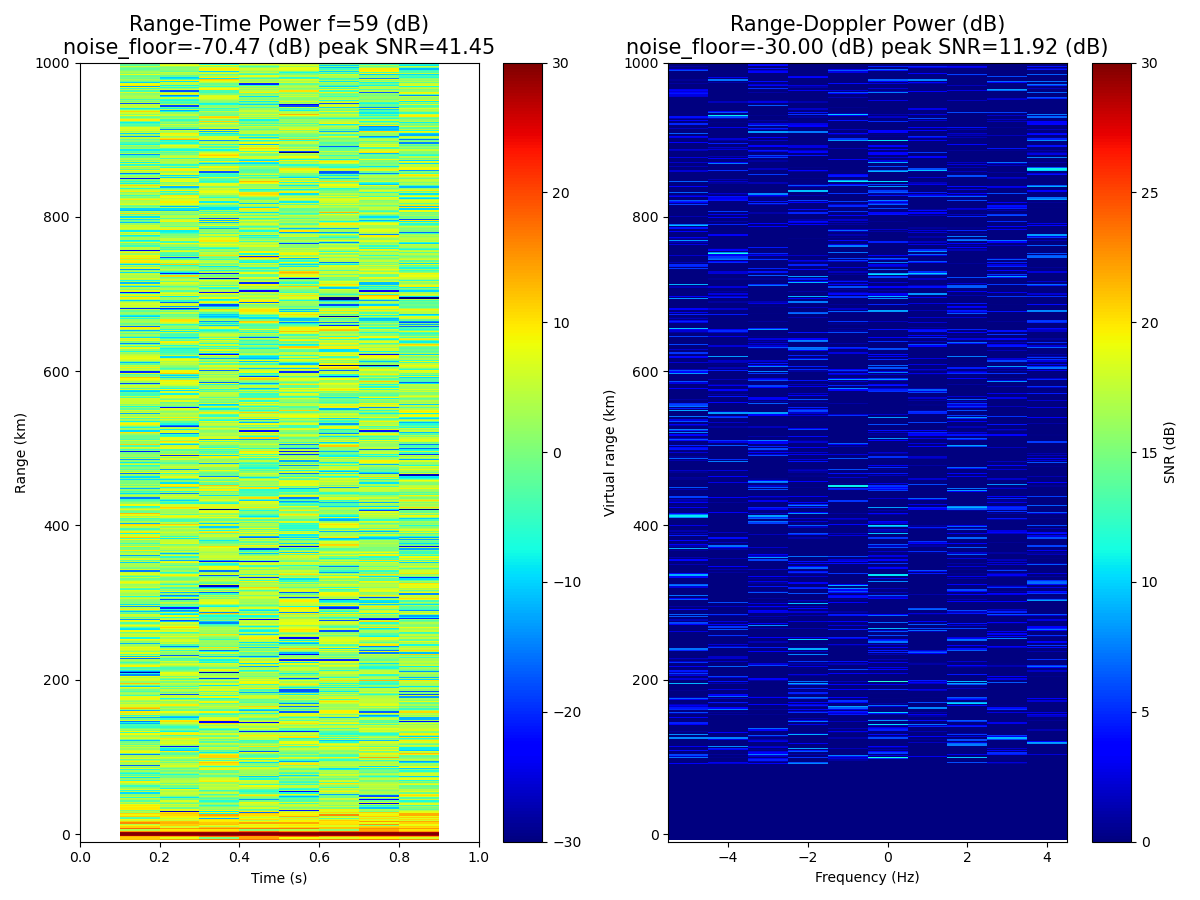 Range-Time Power f=59 (dB)
noise_floor=-70.47 (dB) peak SNR=41.45
Range-Doppler Power (dB)
noise_floor=-30.00 (dB) peak SNR=11.92 (dB)
Range (km)
1000
800
600
400
200
0
0.0 0.2 0.4 0.6 0.8 1.0
Time (s)
30
20
10
0
−10
−20
−30
Virtual range (km)
1000
800
600
400
200
0
−4 −2 0 2 4
Frequency (Hz)
30
25
20
15
10
5
0
SNR (dB)